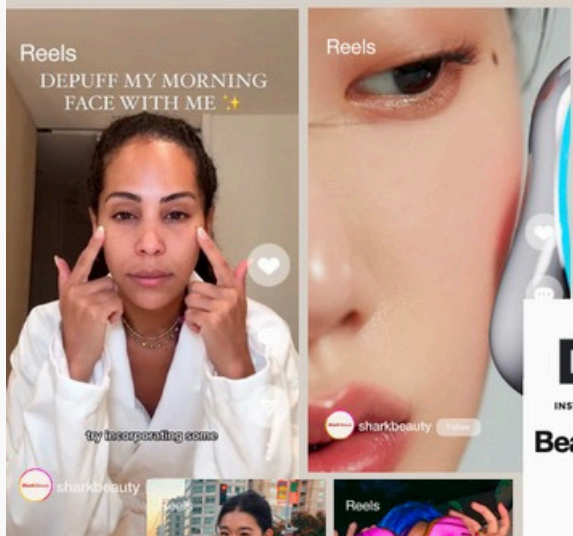 Reels
DEPUFF MY MORNING
FACE WITH ME ✨
try incorporating some
sharkbeauty
Reels
sharkbeauty Follow
INS
Bea
Reels
Reels